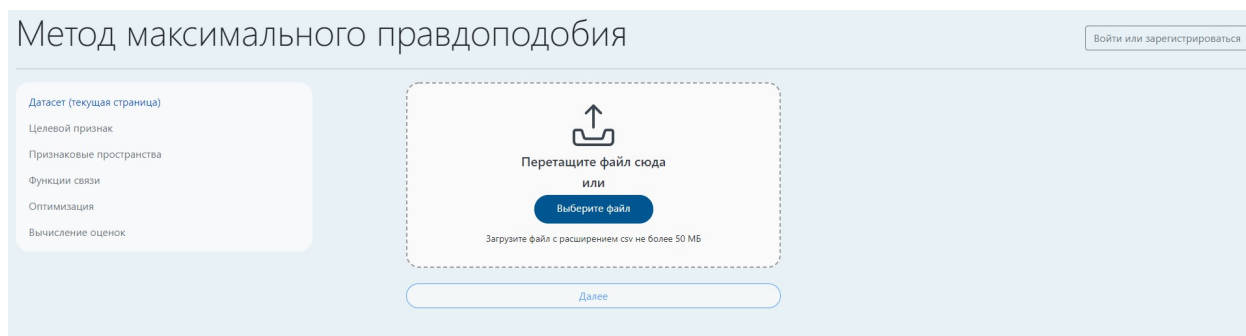 Метод максимального правдоподобия
Войти или зарегистрироваться
Датасет (текущая страница)
Целевой признак
Признаковые пространства
Функции связи
Оптимизация
Вычисление оценок
Перетащите файл сюда
или
Выберите файл
Загрузите файл с расширением csv не более 50 МБ
Далее